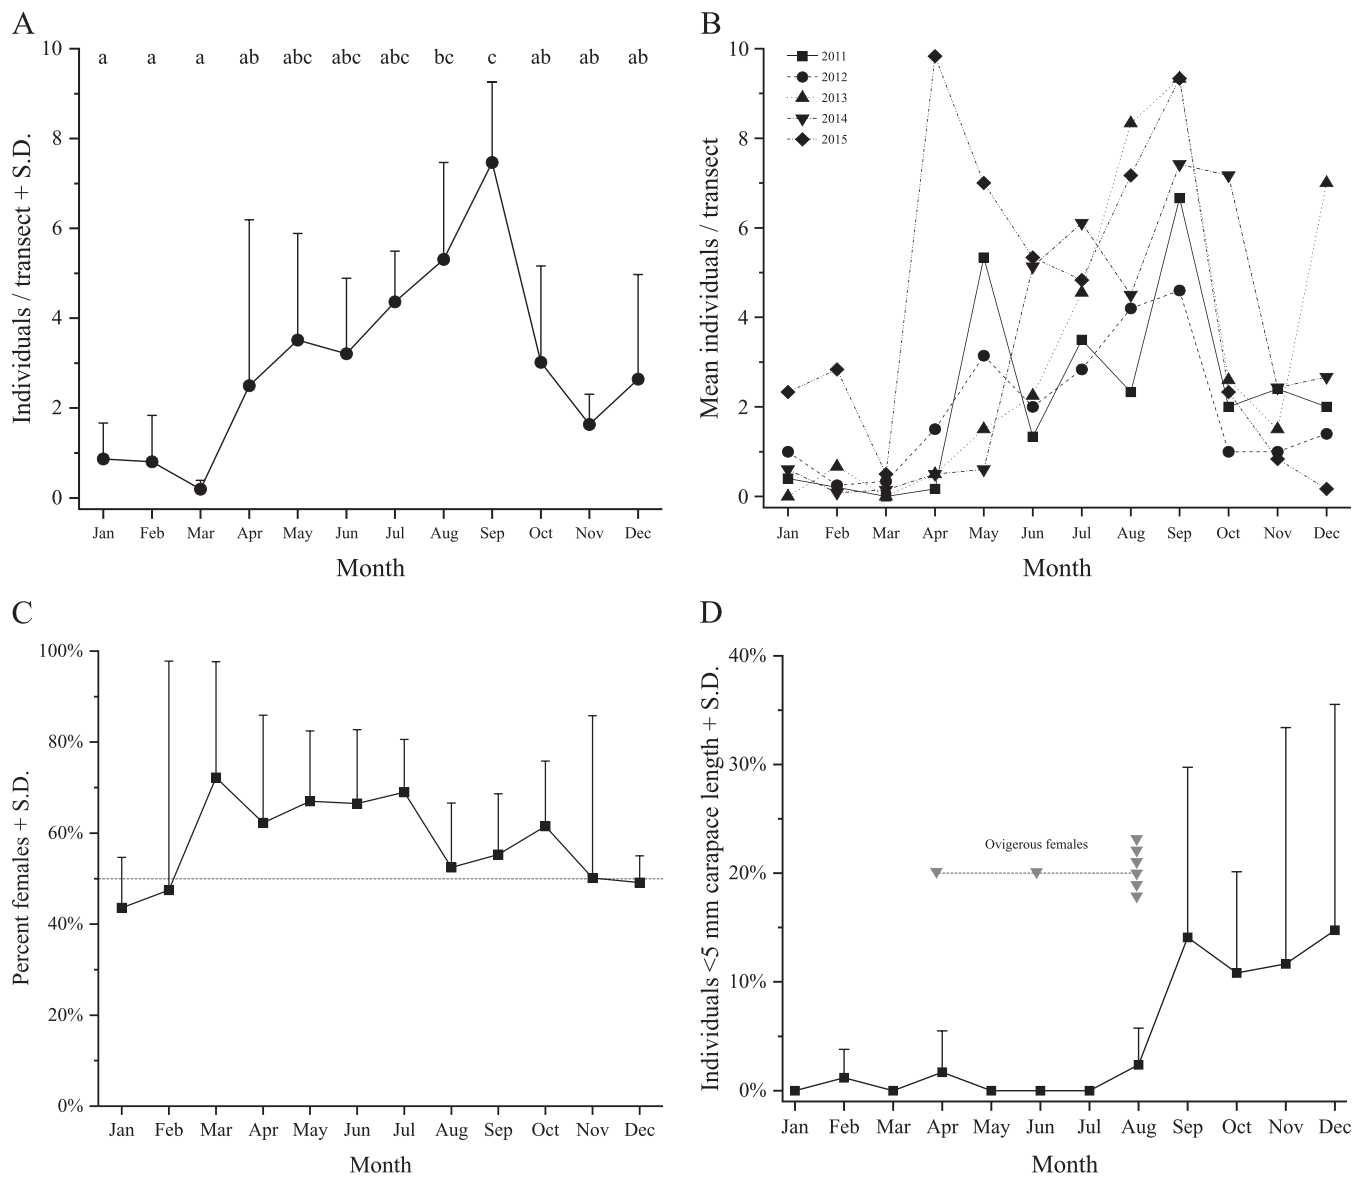 A
Individuals / transect + S.D.
10
8
6
4
2
0
a a a ab abc abc abc bc c ab ab ab
Jan Feb Mar Apr May Jun Jul Aug Sep Oct Nov Dec
Month
B
Mean individuals / transect
10
8
6
4
2
0
2011
2012
2013
2014
2015
Jan Feb Mar Apr May Jun Jul Aug Sep Oct Nov Dec
Month
C
Percent females + S.D.
100%
80%
60%
40%
20%
0%
Jan Feb Mar Apr May Jun Jul Aug Sep Oct Nov Dec
Month
D
Individuals <5 mm carapace length + S.D.
40%
30%
20%
10%
0%
Ovigerous females
Jan Feb Mar Apr May Jun Jul Aug Sep Oct Nov Dec
Month